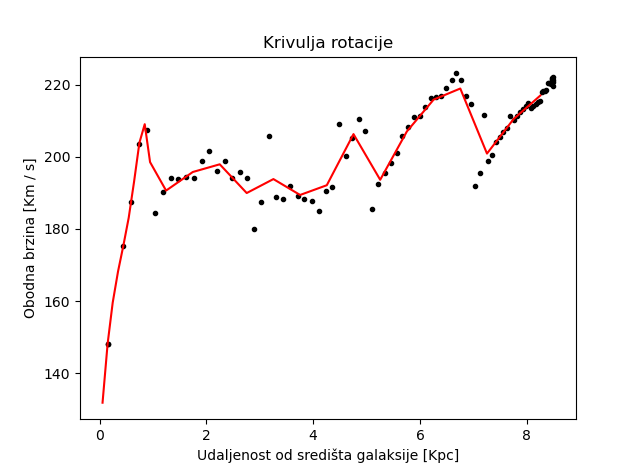 Krivulja rotacije
Obodna brzina [Km / s]
220
200
180
160
140
0 2 4 6 8
Udaljenost od središta galaksije [Kpc]